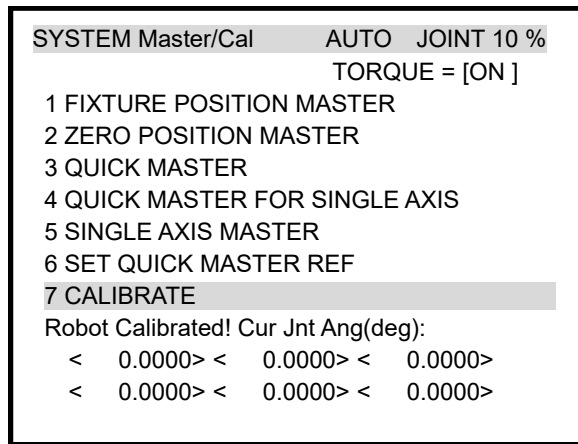 SYSTEM Master/Cal AUTO JOINT 10 %
TORQUE = [ON ]
1 FIXTURE POSITION MASTER
2 ZERO POSITION MASTER
3 QUICK MASTER
4 QUICK MASTER FOR SINGLE AXIS
5 SINGLE AXIS MASTER
6 SET QUICK MASTER REF
7 CALIBRATE
Robot Calibrated! Cur Jnt Ang(deg):
< 0.0000> < 0.0000> < 0.0000>
< 0.0000> < 0.0000> < 0.0000>